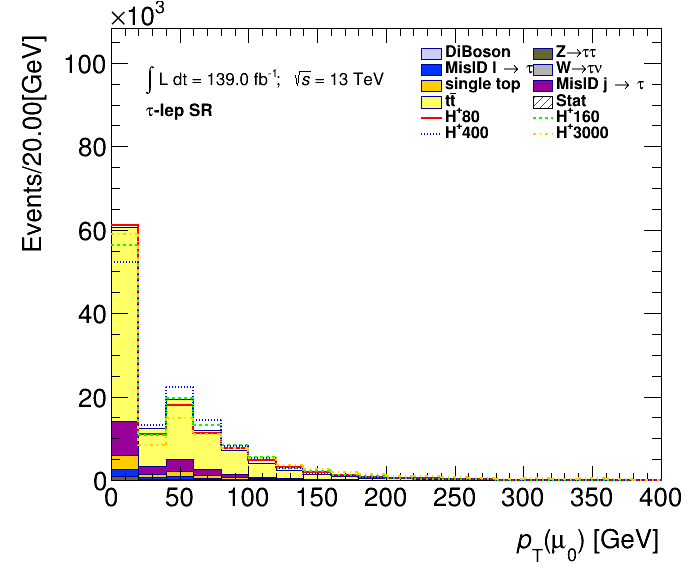 ×10³
Events/20.00[GeV]
100
80
60
40
20
0
∫ L dt = 139.0 fb⁻¹; √s = 13 TeV
τ-lep SR
DiBoson Z→ττ
MisID l → τ W→τν
single top MisID j → τ
tt̄ Stat
H⁺80 H⁺160
H⁺400 H⁺3000
0 50 100 150 200 250 300 350 400
p_T(μ₀) [GeV]